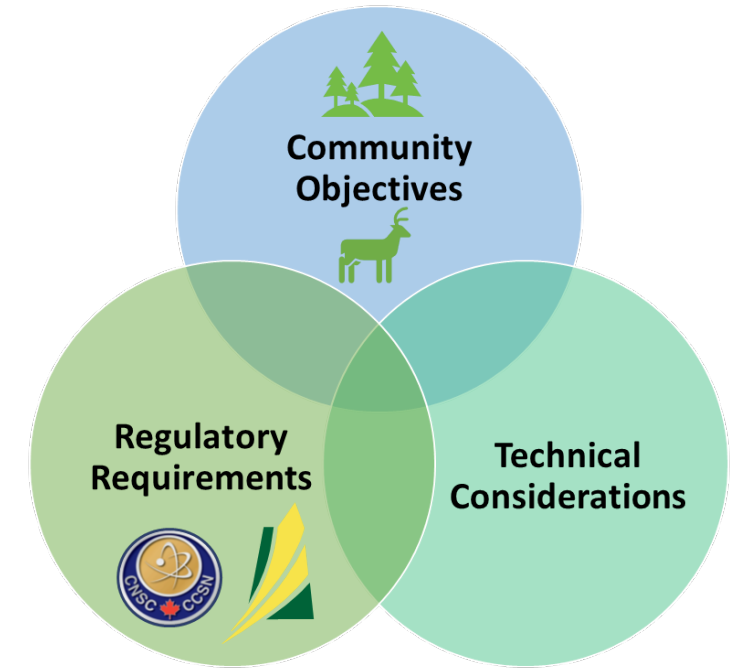 Community
Objectives
Regulatory
Requirements
Technical
Considerations
CNSC CCSN